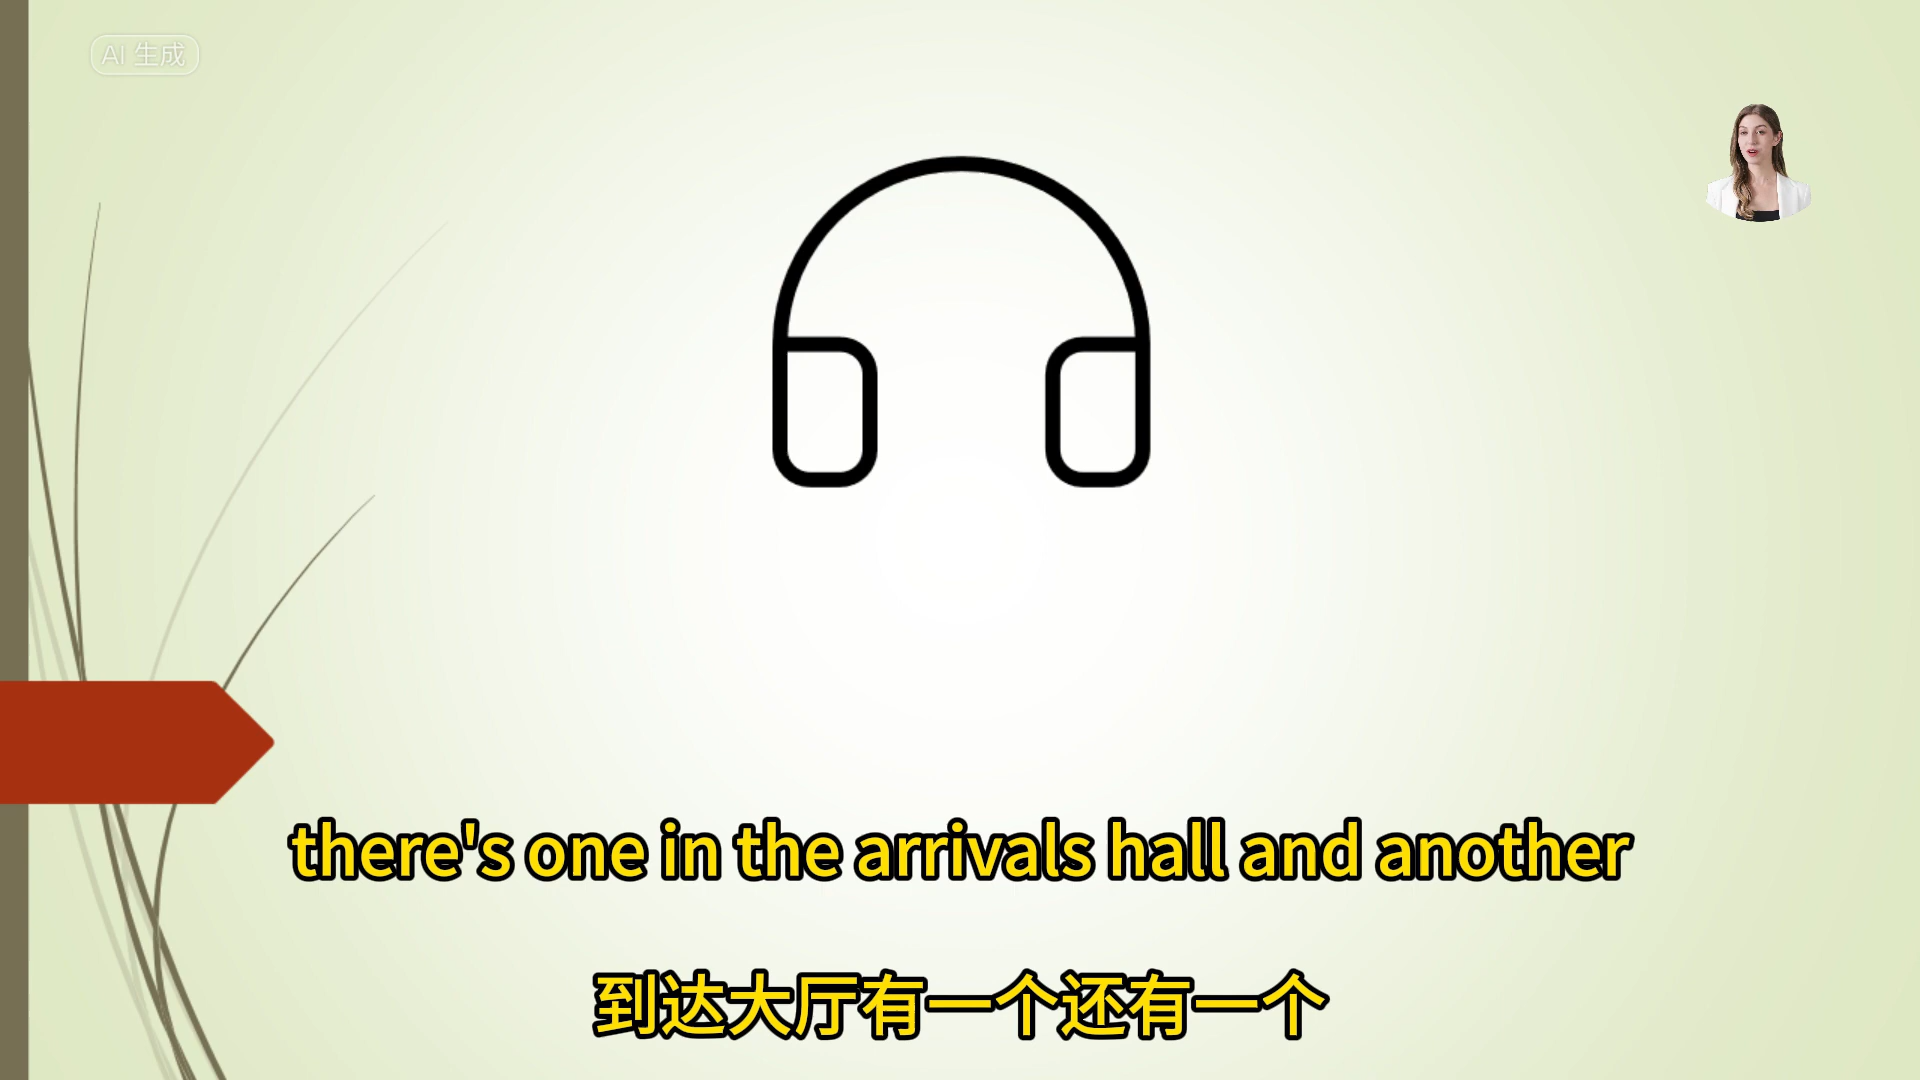 AI 生成
there's one in the arrivals hall and another
到达大厅有一个还有一个